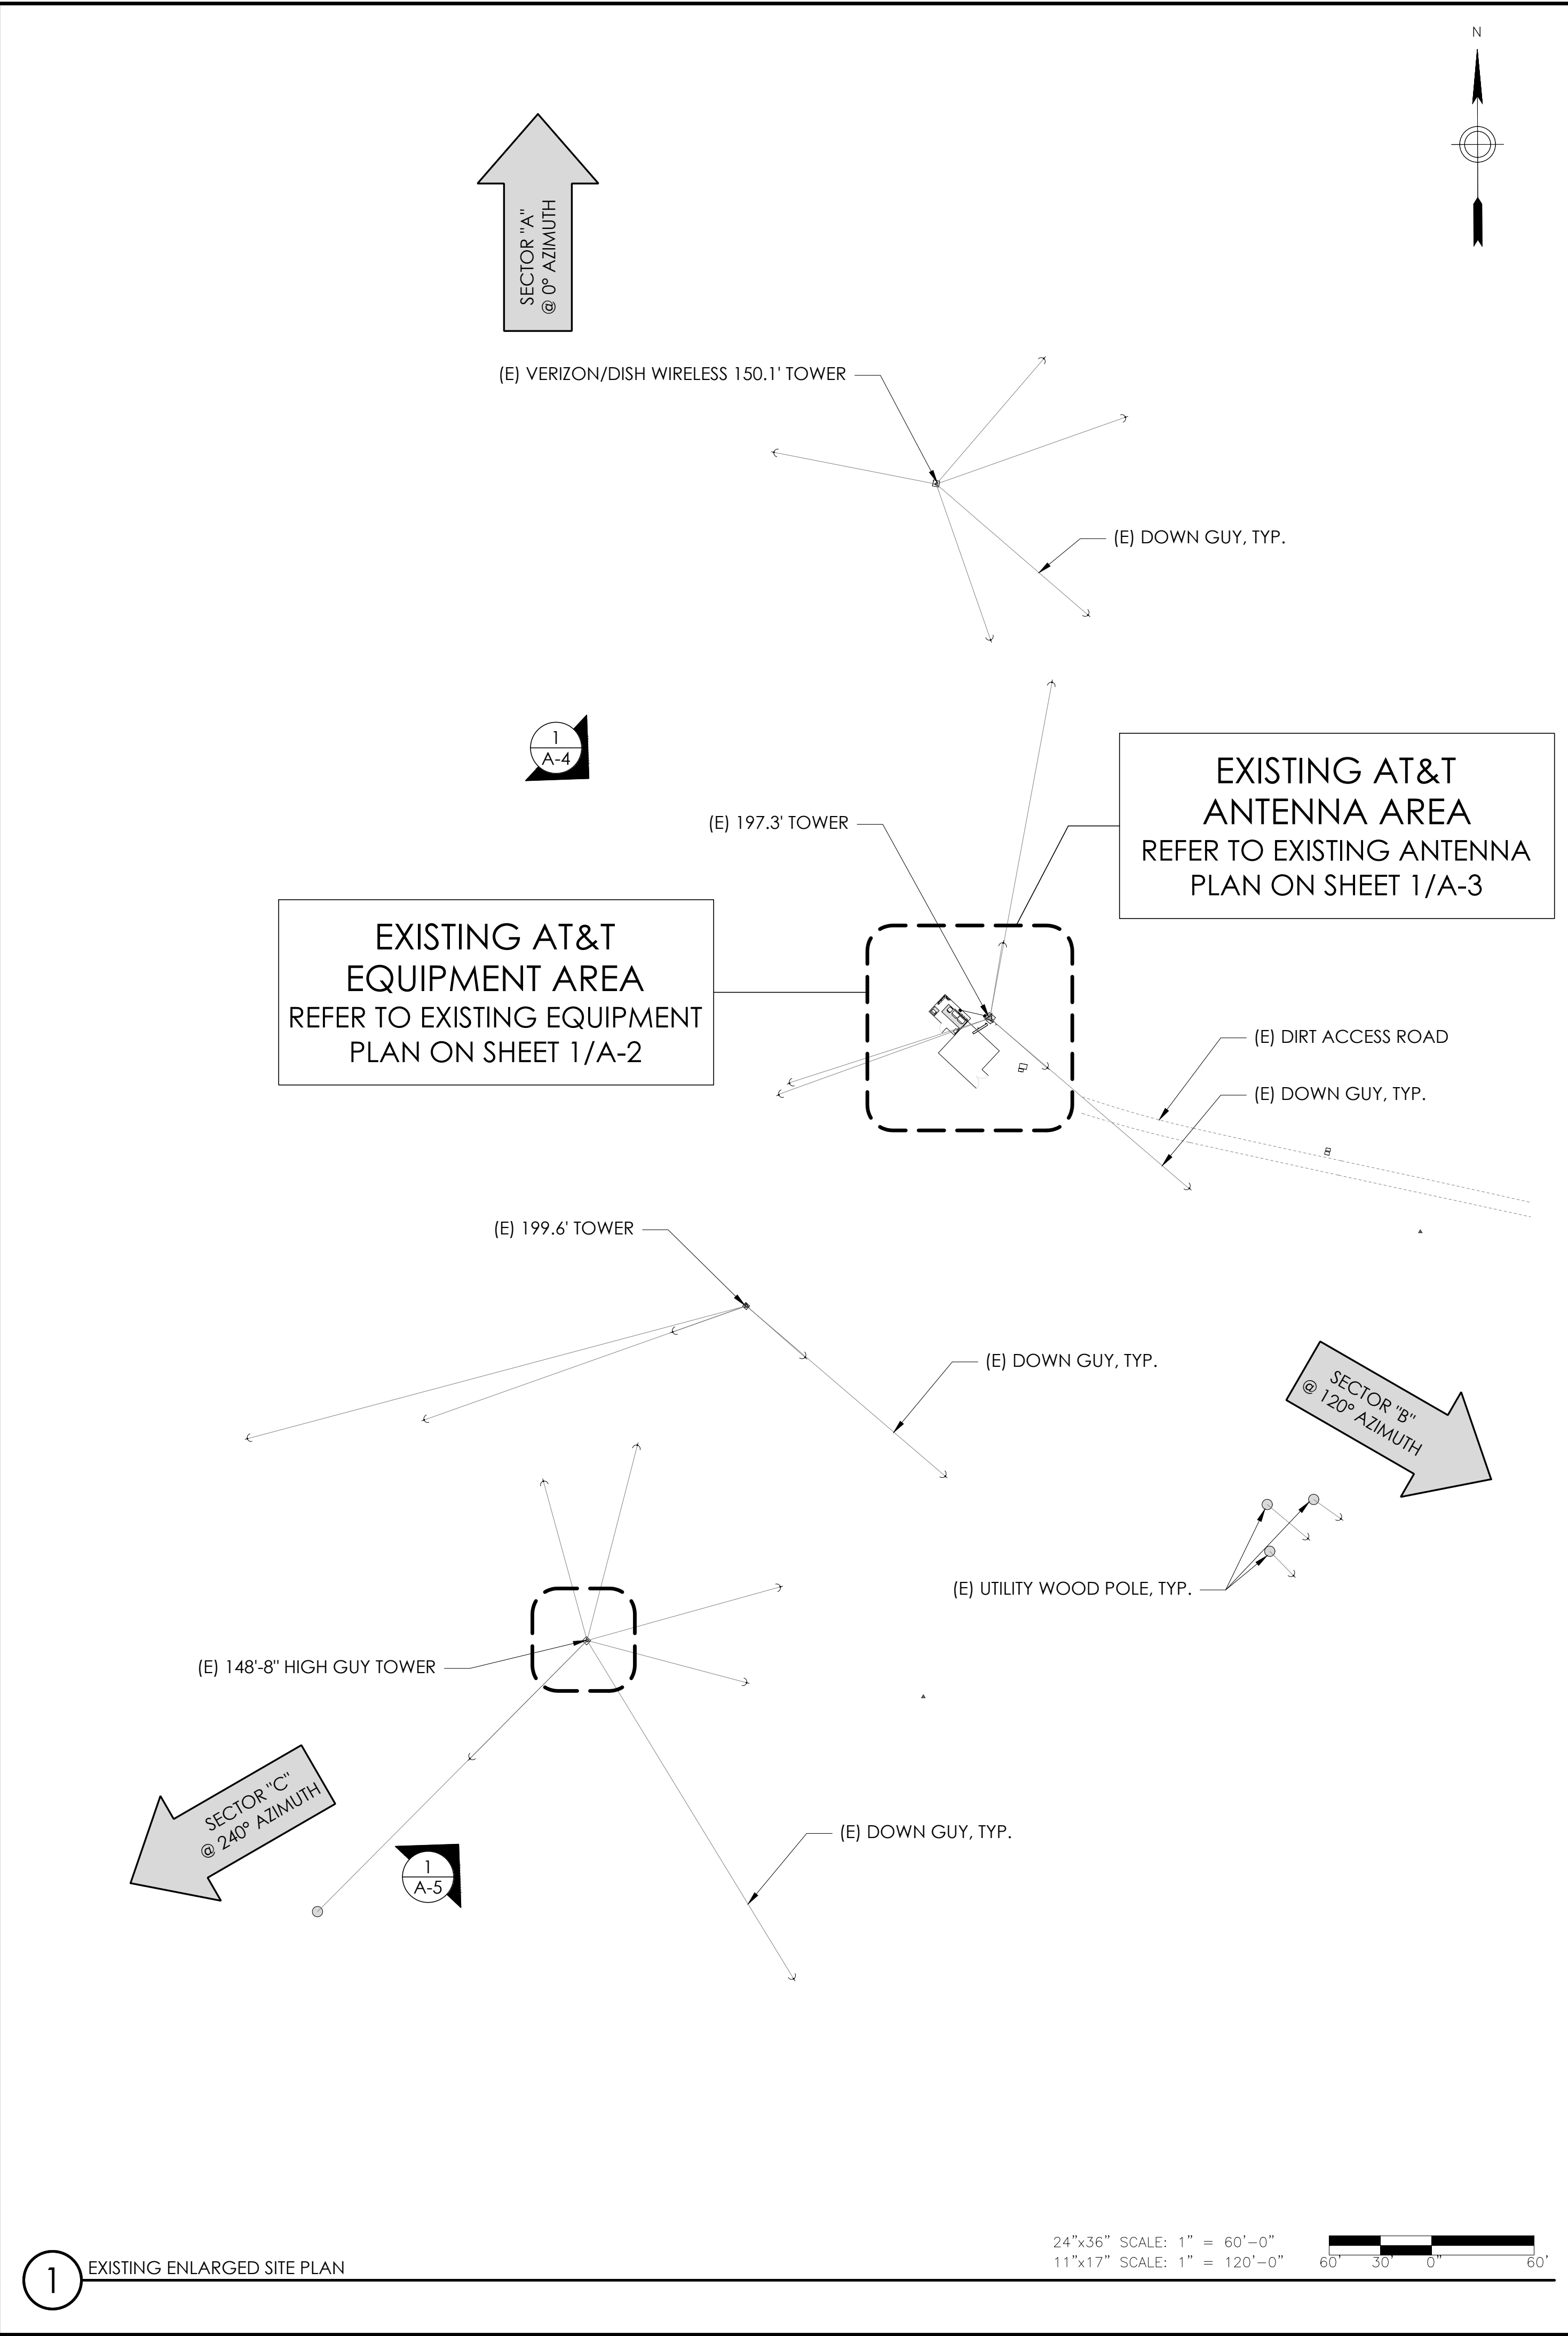 N
SECTOR "A"
@ 0° AZIMUTH
(E) VERIZON/DISH WIRELESS 150.1' TOWER
(E) DOWN GUY, TYP.
1
A-4
EXISTING AT&T
ANTENNA AREA
REFER TO EXISTING ANTENNA
PLAN ON SHEET 1/A-3
(E) 197.3' TOWER
EXISTING AT&T
EQUIPMENT AREA
REFER TO EXISTING EQUIPMENT
PLAN ON SHEET 1/A-2
(E) DIRT ACCESS ROAD
(E) DOWN GUY, TYP.
(E) 199.6' TOWER
(E) DOWN GUY, TYP.
SECTOR "B"
@ 120° AZIMUTH
(E) UTILITY WOOD POLE, TYP.
(E) 148'-8" HIGH GUY TOWER
SECTOR "C"
@ 240° AZIMUTH
(E) DOWN GUY, TYP.
1
A-5
24"x36" SCALE: 1" = 60'-0"
11"x17" SCALE: 1" = 120'-0"
60' 30' 0" 60'
1 EXISTING ENLARGED SITE PLAN